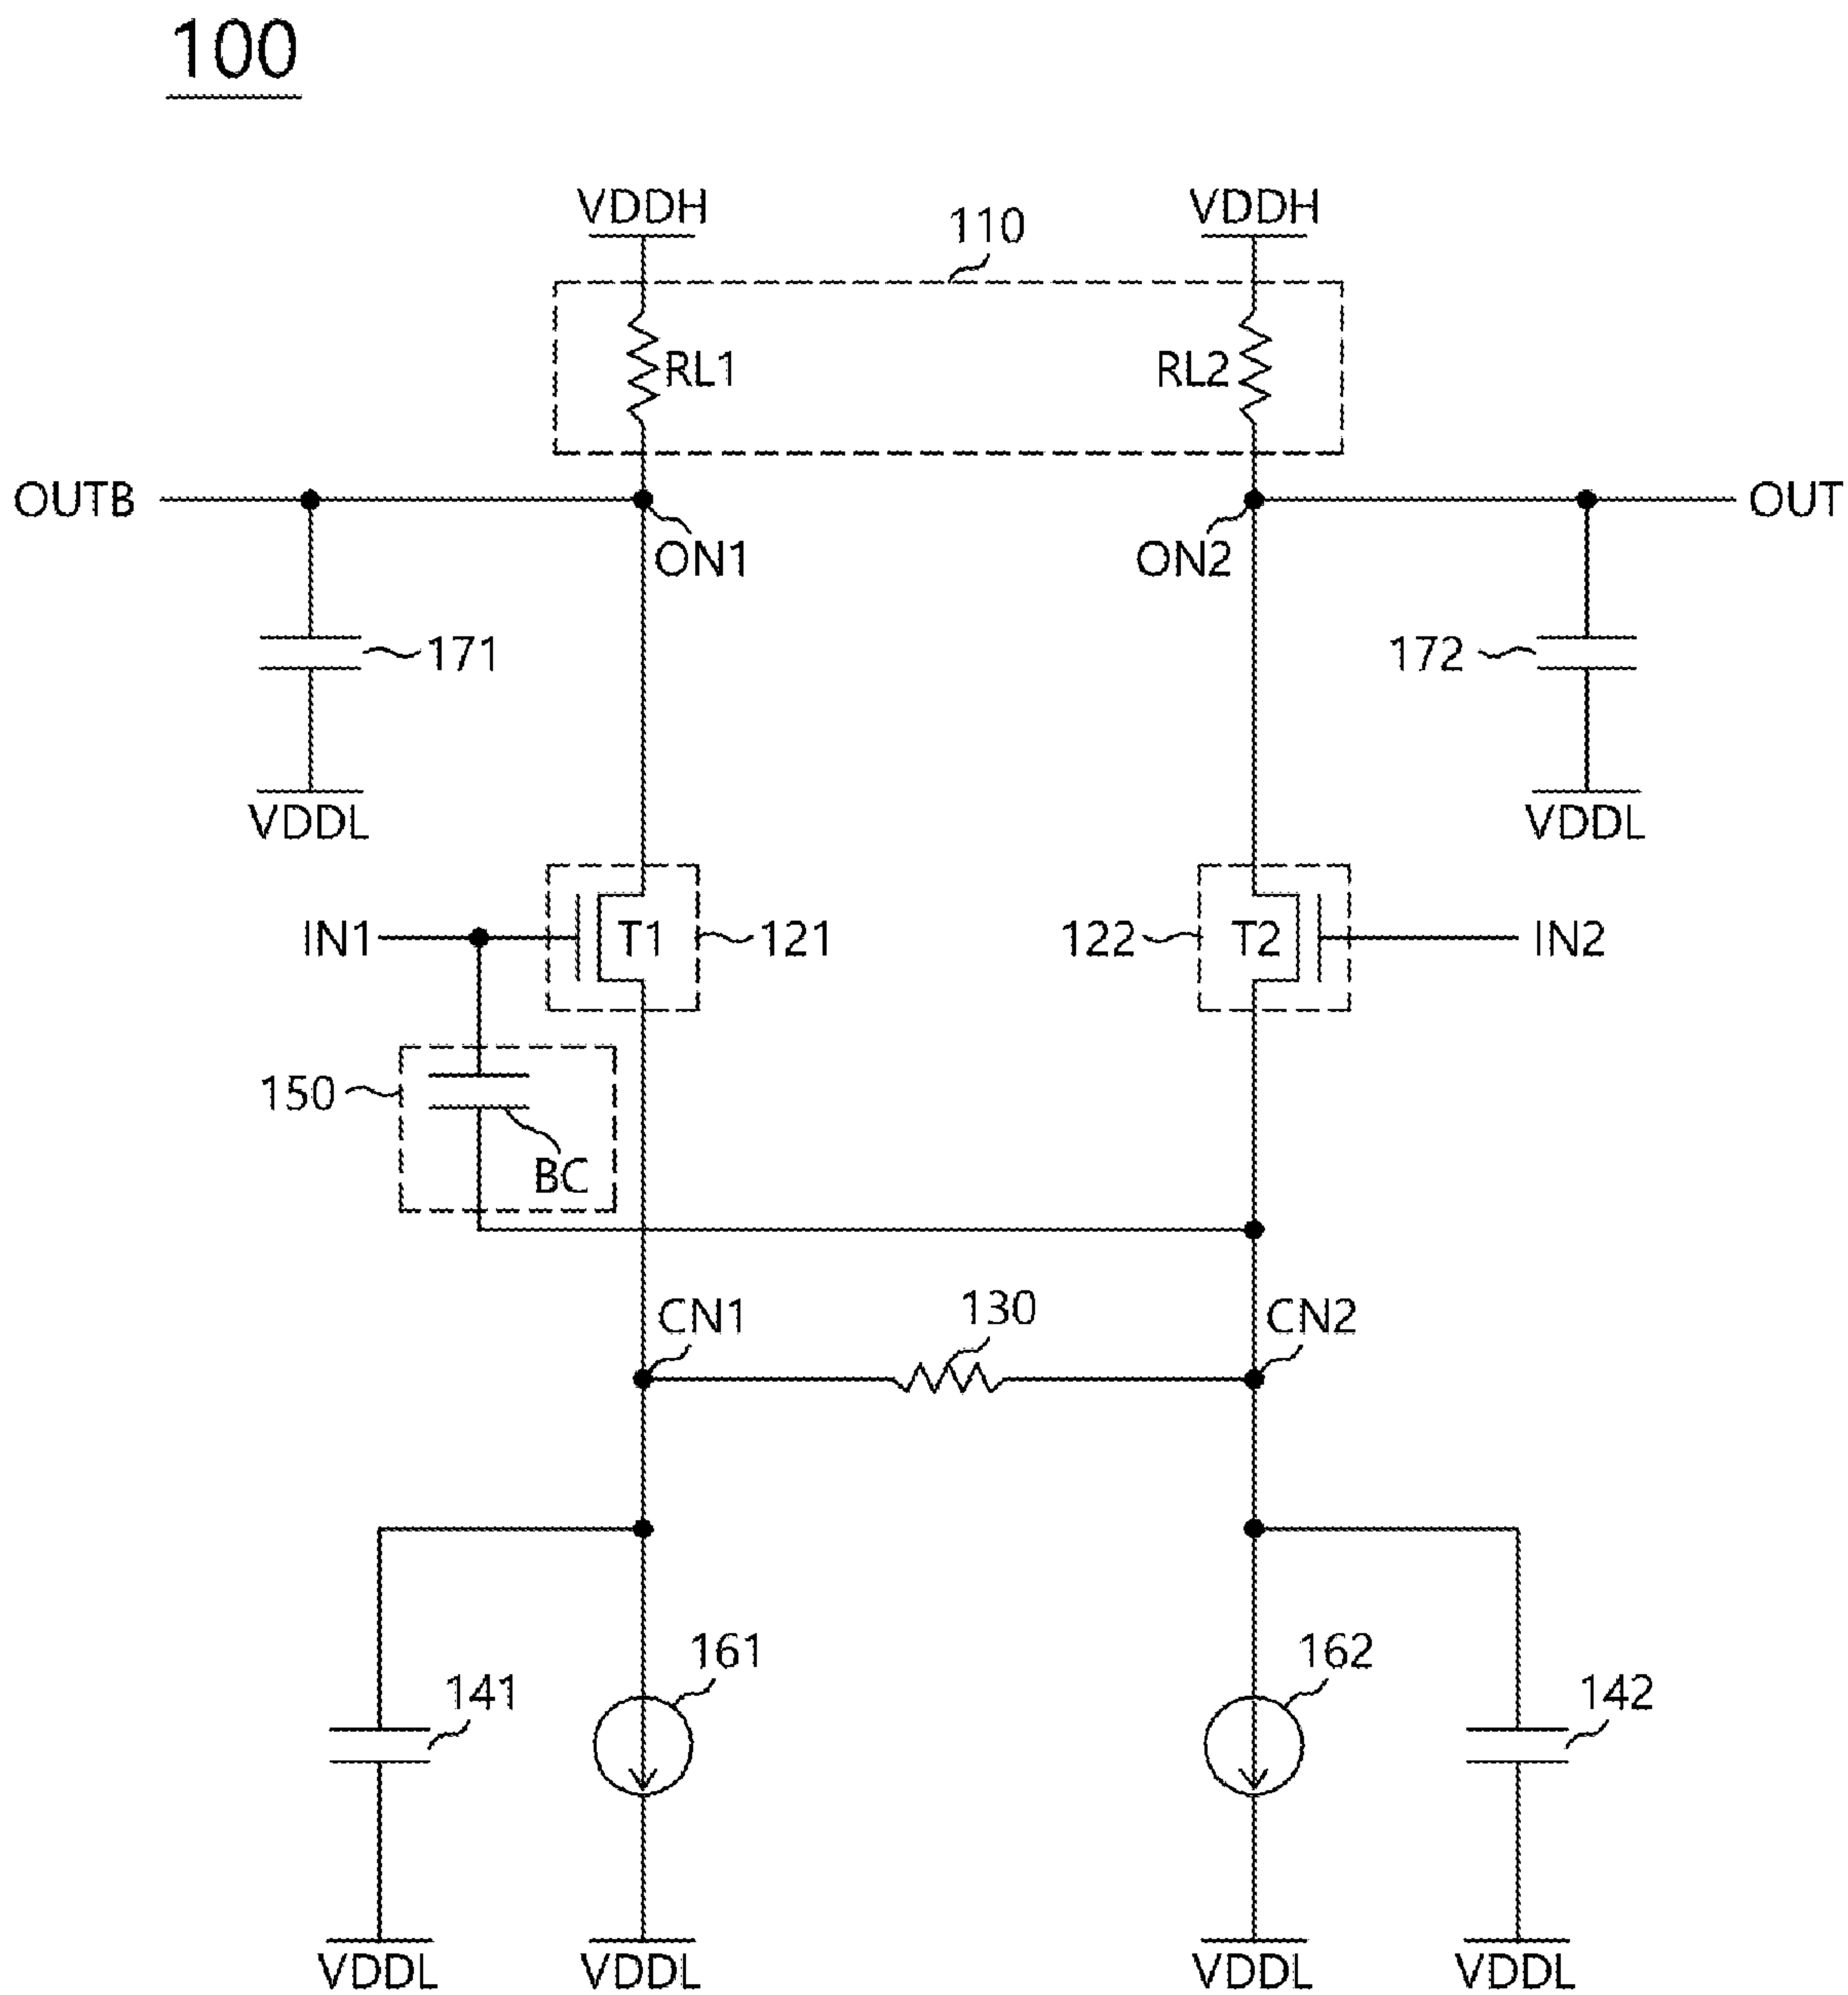 100
VDDH VDDH
110
RL1 RL2
OUTB OUT
ON1 ON2
171 172
VDDL VDDL
IN1 T1 121 122 T2 IN2
150
BC
CN1 130 CN2
161 162
141 142
VDDL VDDL VDDL VDDL